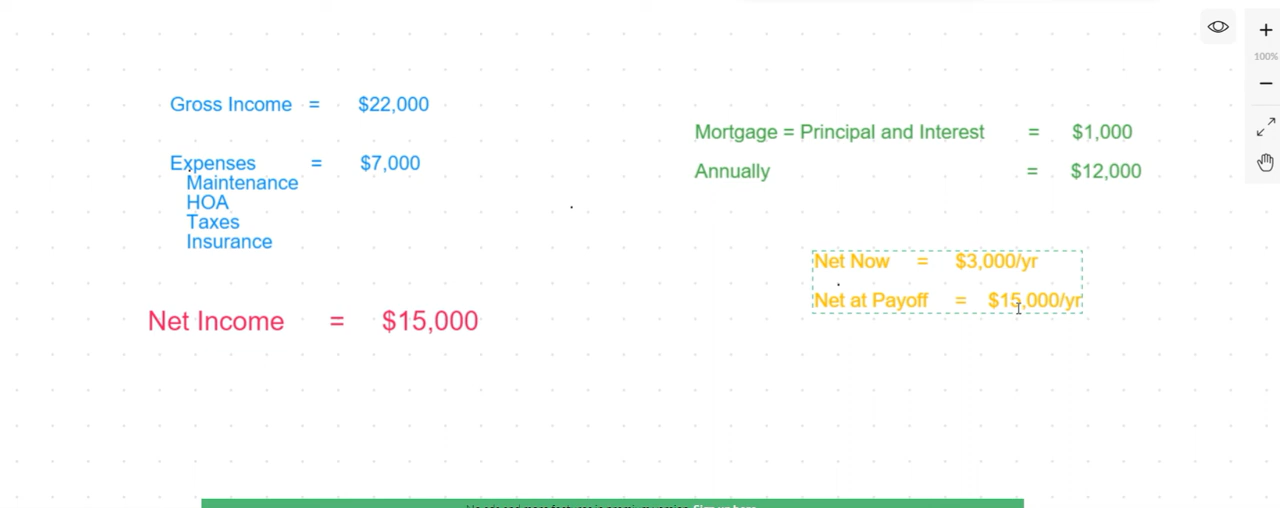 Gross Income = $22,000
Expenses = $7,000
Maintenance
HOA
Taxes
Insurance
Net Income = $15,000
Mortgage = Principal and Interest = $1,000
Annually = $12,000
Net Now = $3,000/yr
Net at Payoff = $15,000/yr
100%